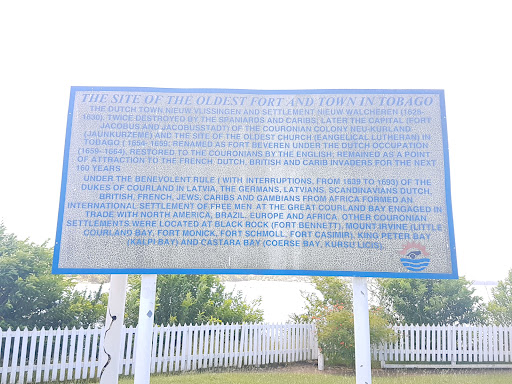 THE SITE OF THE OLDEST FORT AND TOWN IN TOBAGO
THE DUTCH TOWN NIEUW VLISSINGEN AND SETTLEMENT NIEUW WALCHEREN (1628-
1630), TWICE DESTROYED BY THE SPANIARDS AND CARIBS; LATER THE CAPITAL (FORT
JACOBUS AND JACOBUSSTADT) OF THE COURONIAN COLONY NEU-KURLAND
(JAUNKURZEME) AND THE SITE OF THE OLDEST CHURCH (EANGELICAL LUTHERAN) IN
TOBAGO ( 1654- 1659; RENAMED AS FORT BEVEREN UNDER THE DUTCH OCCUPATION
(1659- 1664), RESTORED TO THE COURONIANS BY THE ENGLISH; REMAINED AS A POINT
OF ATTRACTION TO THE FRENCH, DUTCH, BRITISH AND CARIB INVADERS FOR THE NEXT
160 YEARS
UNDER THE BENEVOLENT RULE ( WITH INTERRUPTIONS, FROM 1639 TO 1693) OF THE
DUKES OF COURLAND IN LATVIA, THE GERMANS, LATVIANS, SCANDINAVIANS DUTCH,
BRITISH, FRENCH, JEWS, CARIBS AND GAMBIANS FROM AFRICA FORMED AN
INTERNATIONAL SETTLEMENT OF FREE MEN AT THE GREAT COURLAND BAY ENGAGED IN
TRADE WITH NORTH AMERICA, BRAZIL, EUROPE AND AFRICA. OTHER COURONIAN
SETTLEMENTS WERE LOCATED AT BLACK ROCK (FORT BENNETT), MOUNT IRVINE (LITTLE
COURLAND BAY, FORT MONICK, FORT SCHMOLL, FORT CASIMIR), KING PETER BAY
(KALPI BAY) AND CASTARA BAY (COERSE BAY, KURSU LICIS).